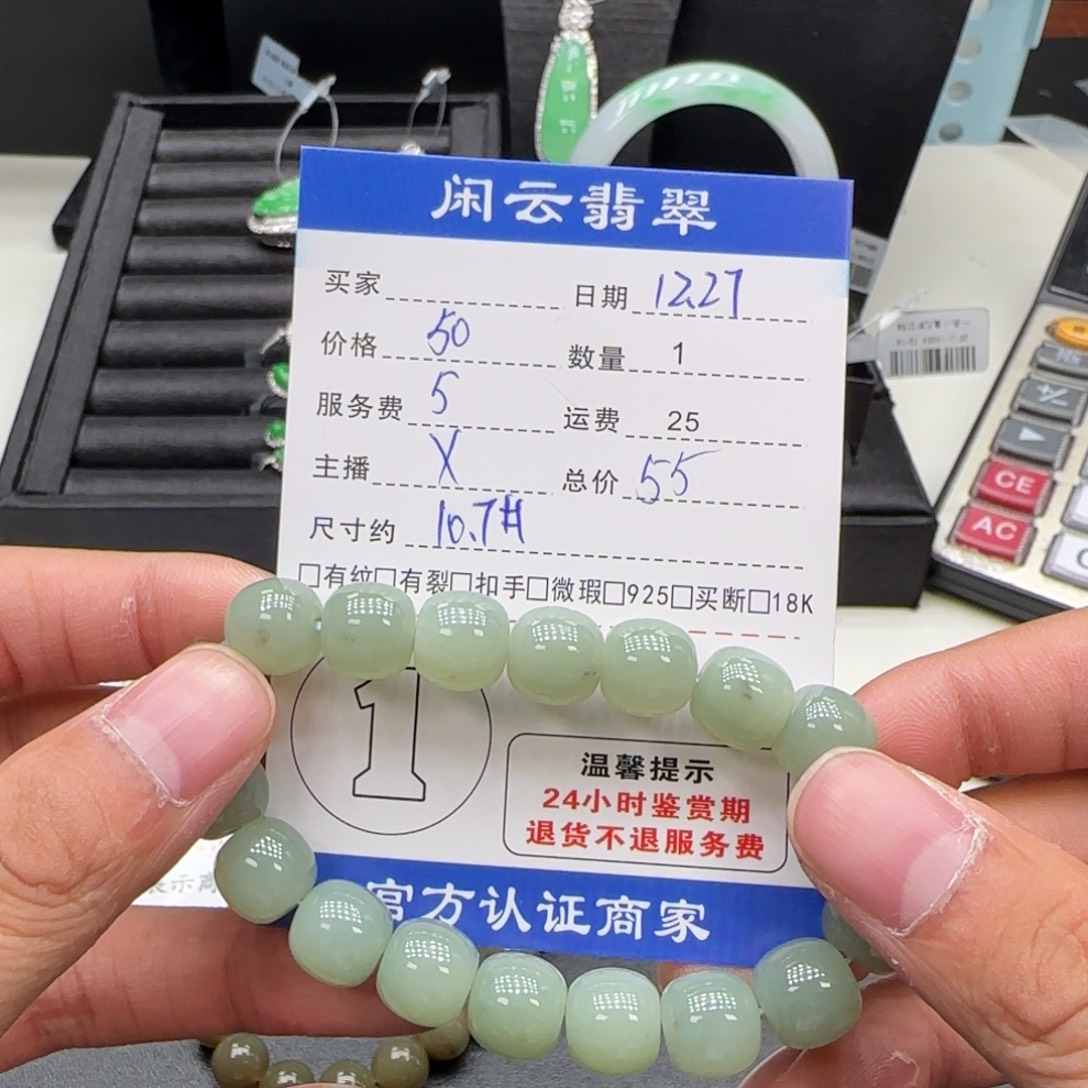 闲云翡翠
买家 日期 12.27
价格 50 数量 1
服务费 5 运费 25
主播 X 总价 55
尺寸约 10.7#
□有纹□有裂□扣手□微瑕□925□买断□18K
1
温馨提示
24小时鉴赏期
退货不退服务费
官方认证商家
CE
AC